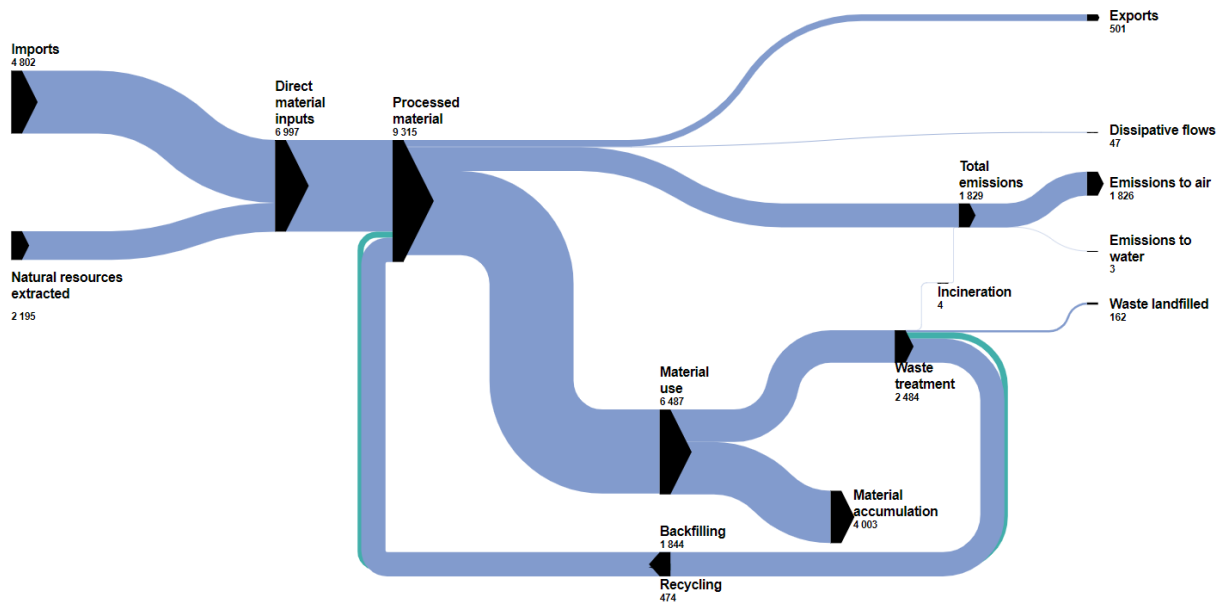 Exports
501
Imports
4 802
Direct
material
inputs
6 997
Processed
material
9 315
Dissipative flows
47
Total
emissions
1 829
Emissions to air
1 826
Emissions to
water
3
Natural resources
extracted
2 195
Incineration
4
Waste landfilled
162
Waste
treatment
2 484
Material
use
6 487
Material
accumulation
4 003
Backfilling
1 844
Recycling
474